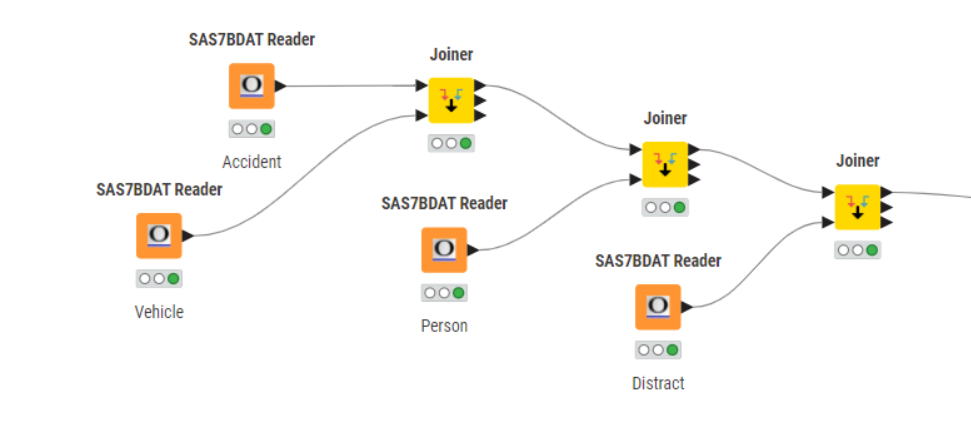 SAS7BDAT Reader
Accident
Joiner
SAS7BDAT Reader
Vehicle
Joiner
SAS7BDAT Reader
Person
Joiner
SAS7BDAT Reader
Distract